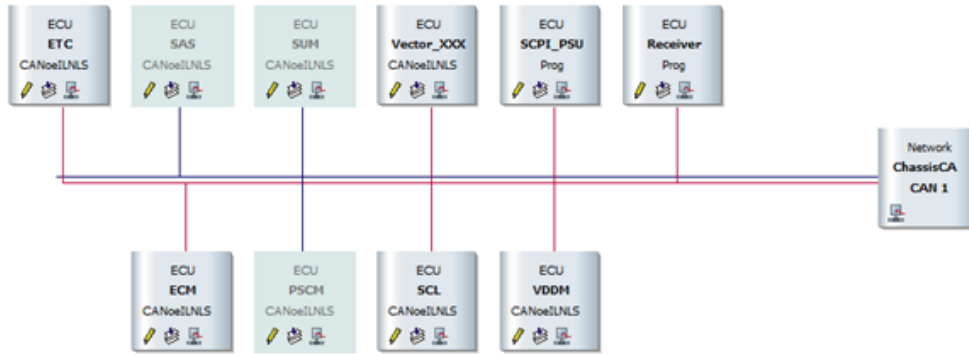 ECU
ETC
CANoeILNLS
ECU
SAS
CANoeILNLS
ECU
SUM
CANoeILNLS
ECU
Vector_XXX
CANoeILNLS
ECU
SCPI_PSU
Prog
ECU
Receiver
Prog
Network
ChassisCA
CAN 1
ECU
ECM
CANoeILNLS
ECU
PSCM
CANoeILNLS
ECU
SCL
CANoeILNLS
ECU
VDDM
CANoeILNLS